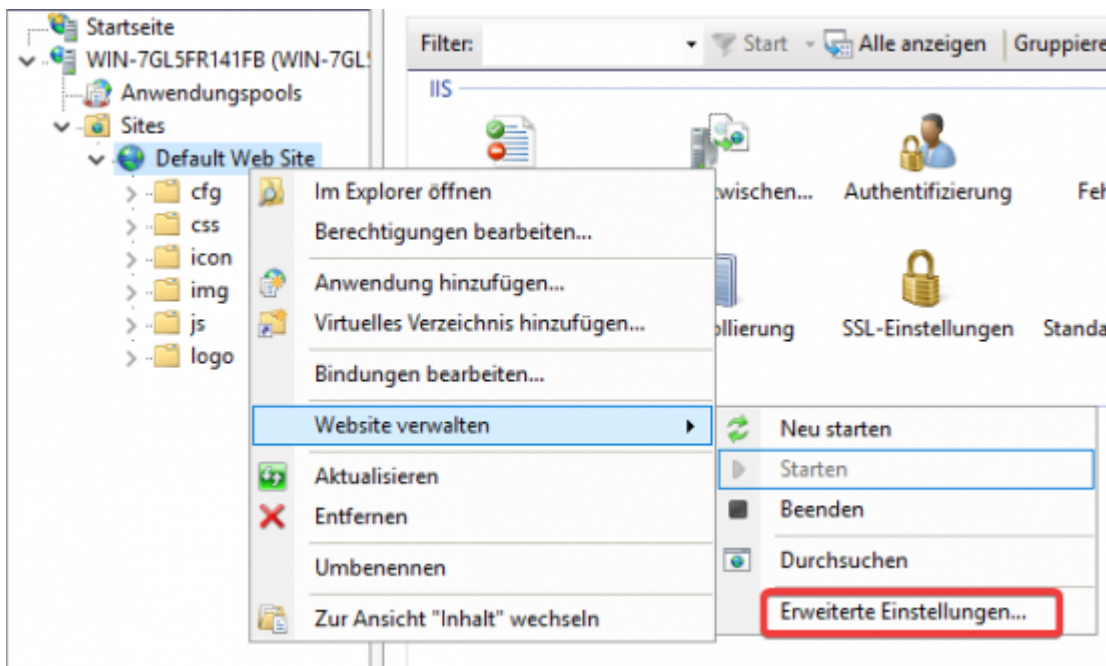 Startseite
WIN-7GL5FR141FB (WIN-7GL5
Anwendungspools
Sites
Default Web Site
cfg
css
icon
img
js
logo
Filter:
Start
Alle anzeigen
Gruppiere
IIS
wischen...
Authentifizierung
Feh
ollierung
SSL-Einstellungen
Standa
Im Explorer öffnen
Berechtigungen bearbeiten...
Anwendung hinzufügen...
Virtuelles Verzeichnis hinzufügen...
Bindungen bearbeiten...
Website verwalten
Aktualisieren
Entfernen
Umbenennen
Zur Ansicht "Inhalt" wechseln
Neu starten
Starten
Beenden
Durchsuchen
Erweiterte Einstellungen...